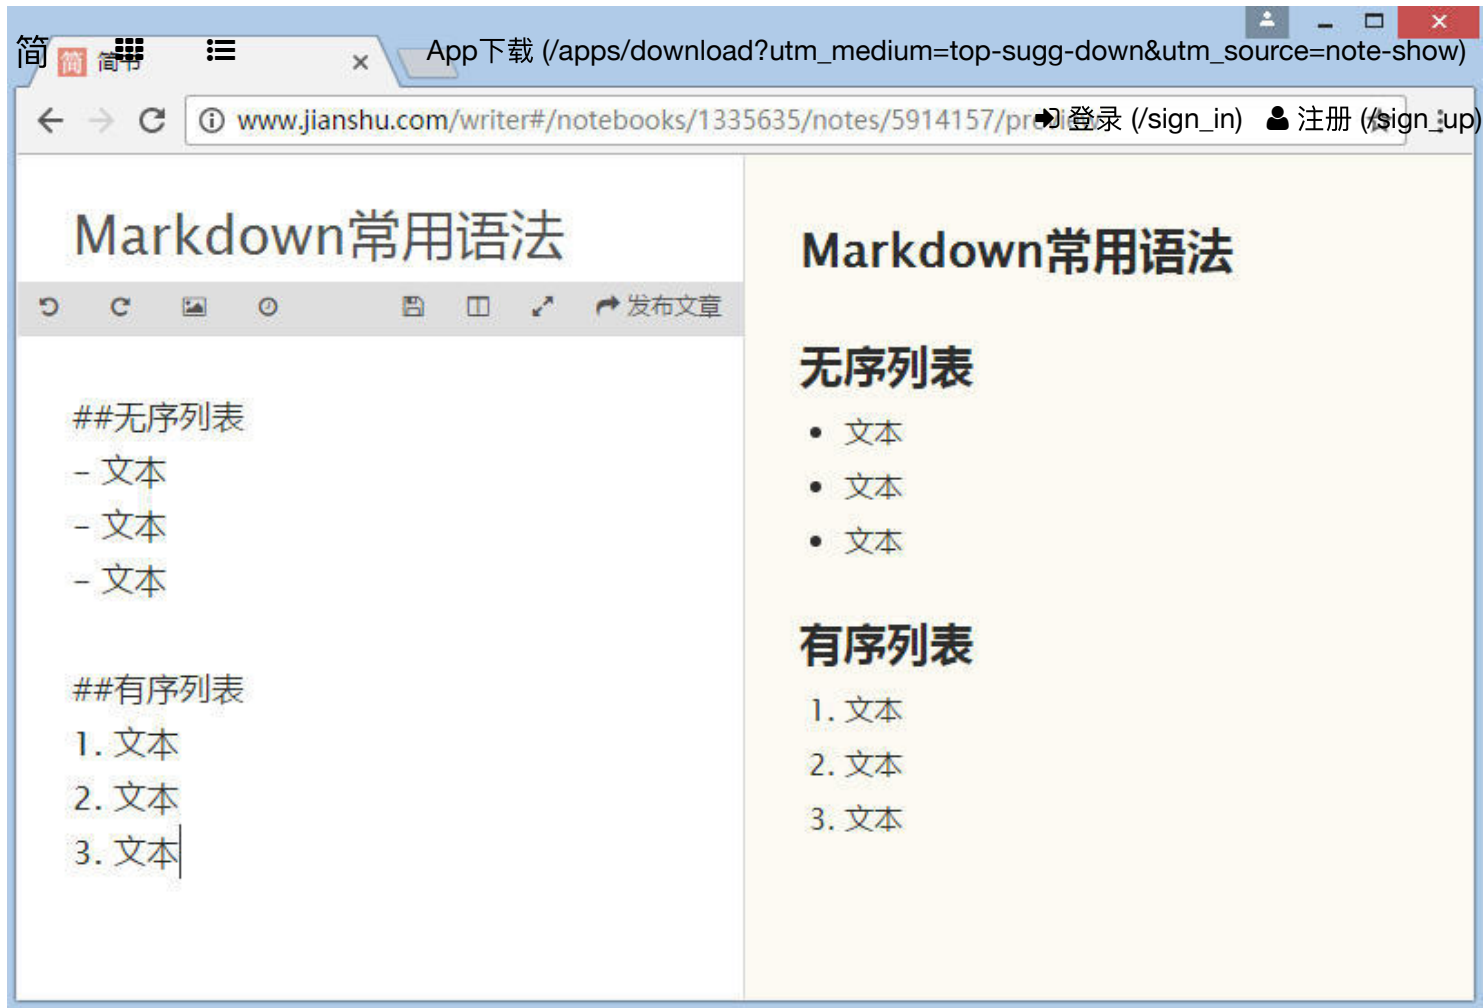 简
简 简书
App下载 (/apps/download?utm_medium=top-sugg-down&utm_source=note-show)
www.jianshu.com/writer#/notebooks/1335635/notes/5914157/preview
登录 (/sign_in)
注册 (/sign_up)
Markdown常用语法
发布文章
##无序列表
- 文本
- 文本
- 文本
##有序列表
1. 文本
2. 文本
3. 文本
Markdown常用语法
无序列表
• 文本
• 文本
• 文本
有序列表
1. 文本
2. 文本
3. 文本